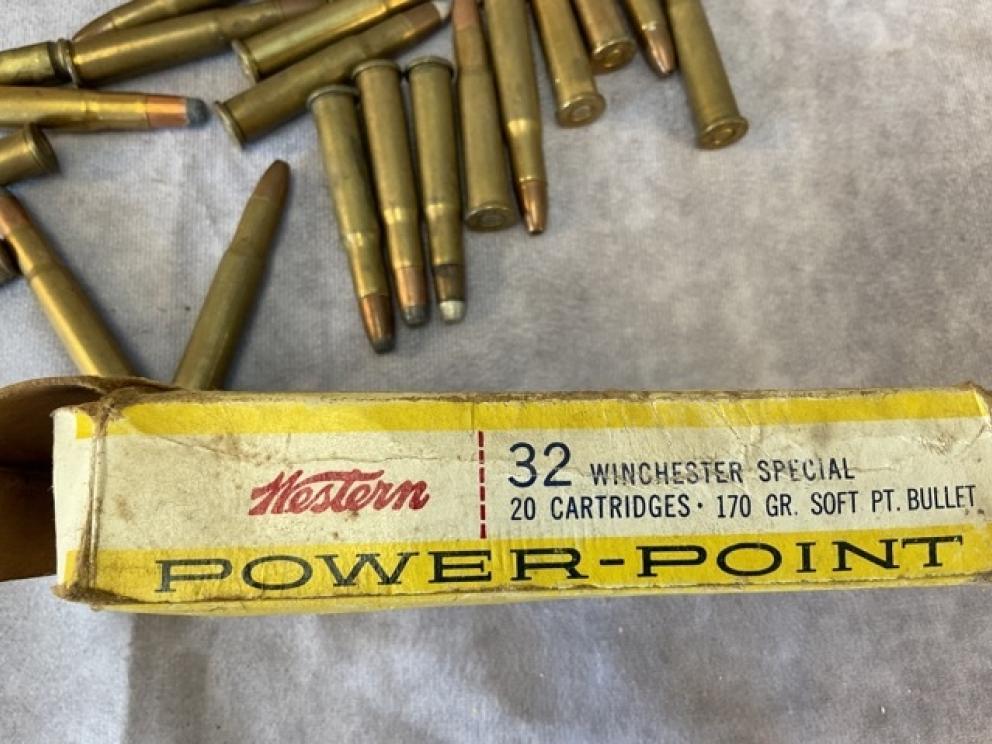 Western
32 WINCHESTER SPECIAL
20 CARTRIDGES · 170 GR. SOFT PT. BULLET
POWER-POINT